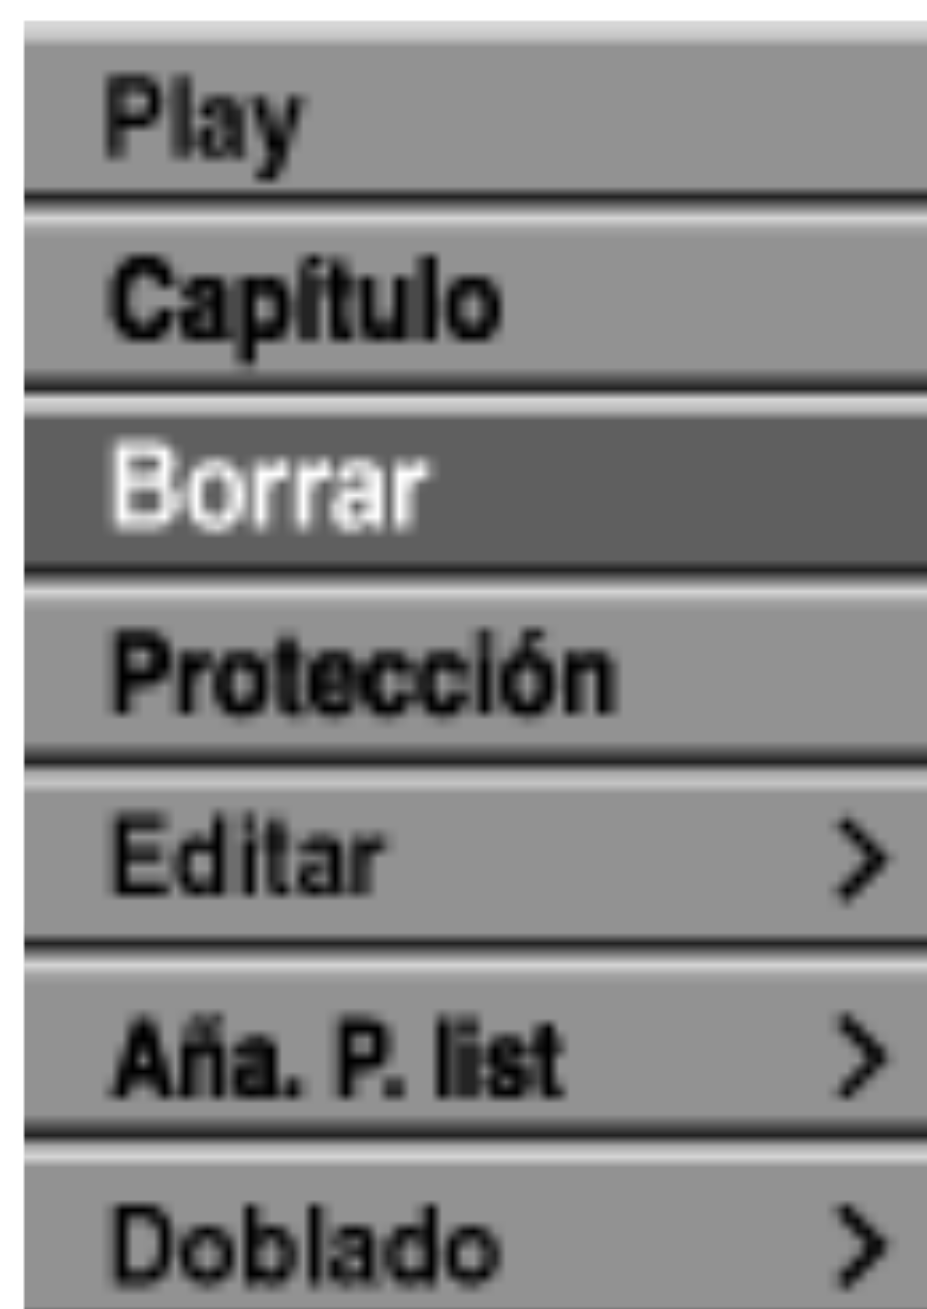 Play
Capítulo
Borrar
Protección
Editar
Aña. P. list
Doblado